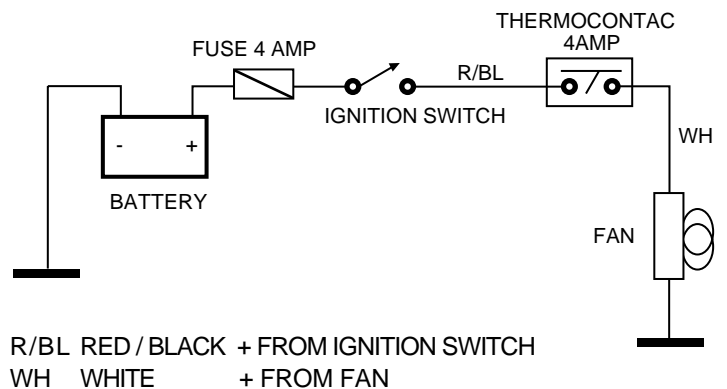 THERMOCONTAC
4AMP
FUSE 4 AMP
R/BL
IGNITION SWITCH
WH
- +
BATTERY
FAN
R/BL RED / BLACK + FROM IGNITION SWITCH
WH WHITE + FROM FAN